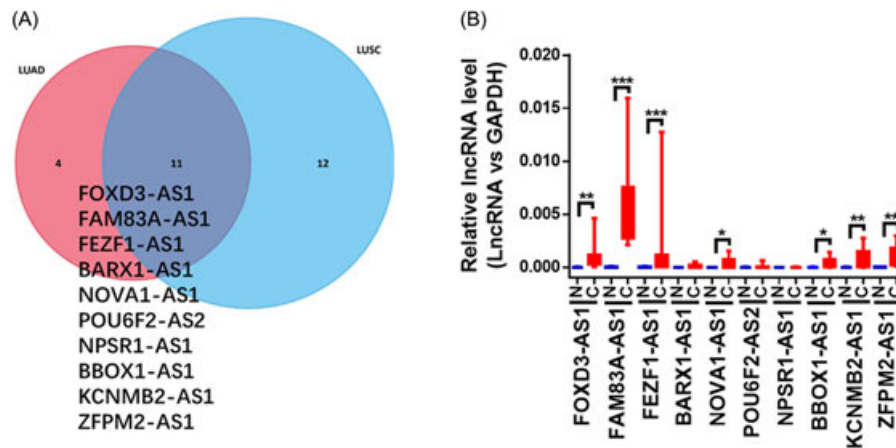 (A)
LUAD
LUSC
4
11
12
FOXD3-AS1
FAM83A-AS1
FEZF1-AS1
BARX1-AS1
NOVA1-AS1
POU6F2-AS2
NPSR1-AS1
BBOX1-AS1
KCNMB2-AS1
ZFPM2-AS1
(B)
Relative lncRNA level
(LncRNA vs GAPDH)
0.020
0.015
0.010
0.005
0.000
**
***
***
*
*
**
**
N C N C N C N C N C N C N C N C N C N C
FOXD3-AS1
FAM83A-AS1
FEZF1-AS1
BARX1-AS1
NOVA1-AS1
POU6F2-AS2
NPSR1-AS1
BBOX1-AS1
KCNMB2-AS1
ZFPM2-AS1